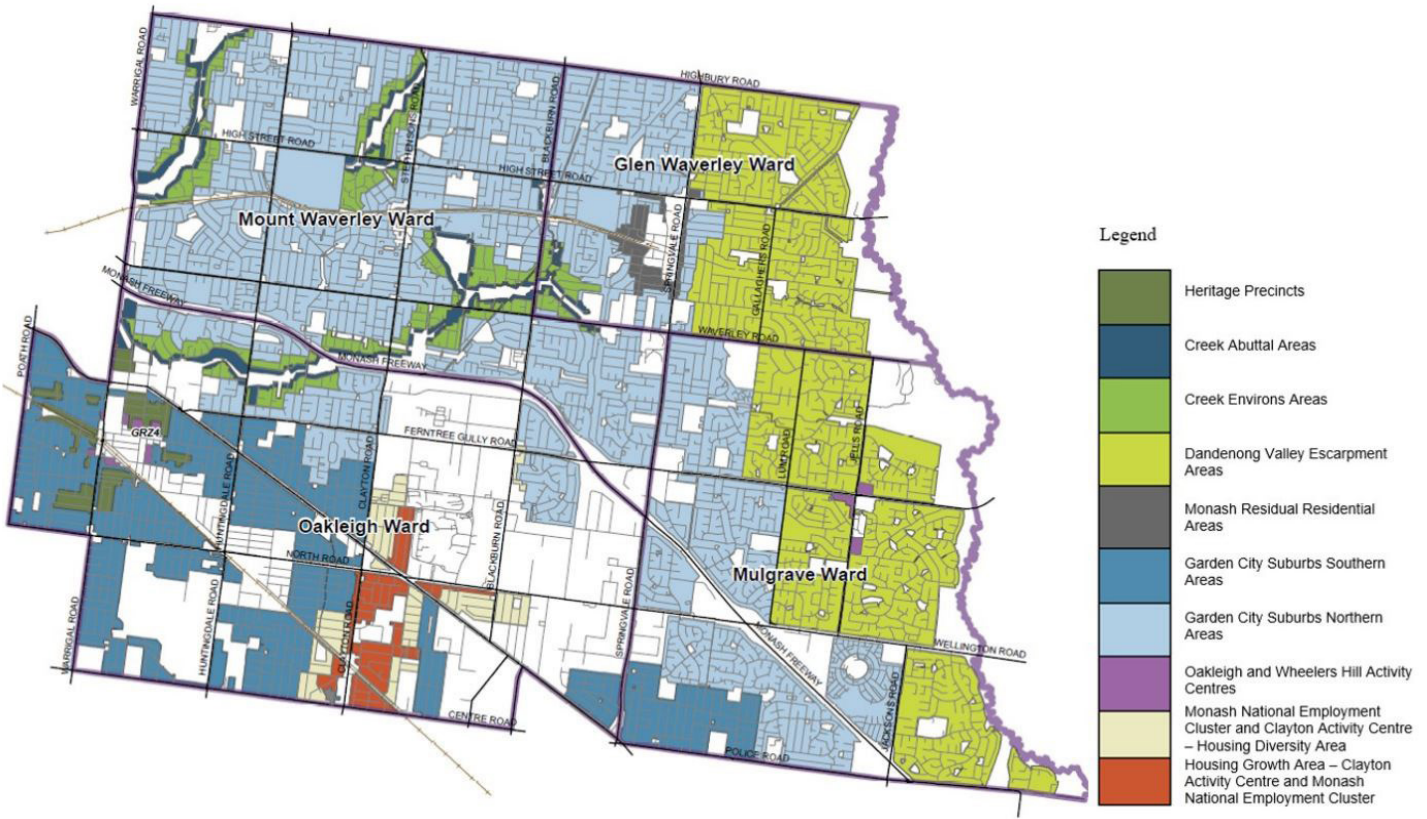 HIGHBURY ROAD
WARRIGAL ROAD
HIGH STREET ROAD
STEPHENSONS ROAD
BLACKBURN ROAD
HIGH STREET ROAD
Glen Waverley Ward
Mount Waverley Ward
SPRINGVALE ROAD
GALLAGHERS ROAD
MONASH FREEWAY
WAVERLEY ROAD
POATH ROAD
MONASH FREEWAY
GRZ4
FERNTREE GULLY ROAD
CLAYTON ROAD
LUM ROAD
JELLS ROAD
HUNTINGDALE ROAD
Oakleigh Ward
NORTH ROAD
BLACKBURN ROAD
Mulgrave Ward
WARRIGAL ROAD
HUNTINGDALE ROAD
CLAYTON ROAD
SPRINGVALE ROAD
MONASH FREEWAY
WELLINGTON ROAD
JACKSONS ROAD
CENTRE ROAD
POLICE ROAD
Legend
Heritage Precincts
Creek Abuttal Areas
Creek Environs Areas
Dandenong Valley Escarpment
Areas
Monash Residual Residential
Areas
Garden City Suburbs Southern
Areas
Garden City Suburbs Northern
Areas
Oakleigh and Wheelers Hill Activity
Centres
Monash National Employment
Cluster and Clayton Activity Centre
– Housing Diversity Area
Housing Growth Area – Clayton
Activity Centre and Monash
National Employment Cluster